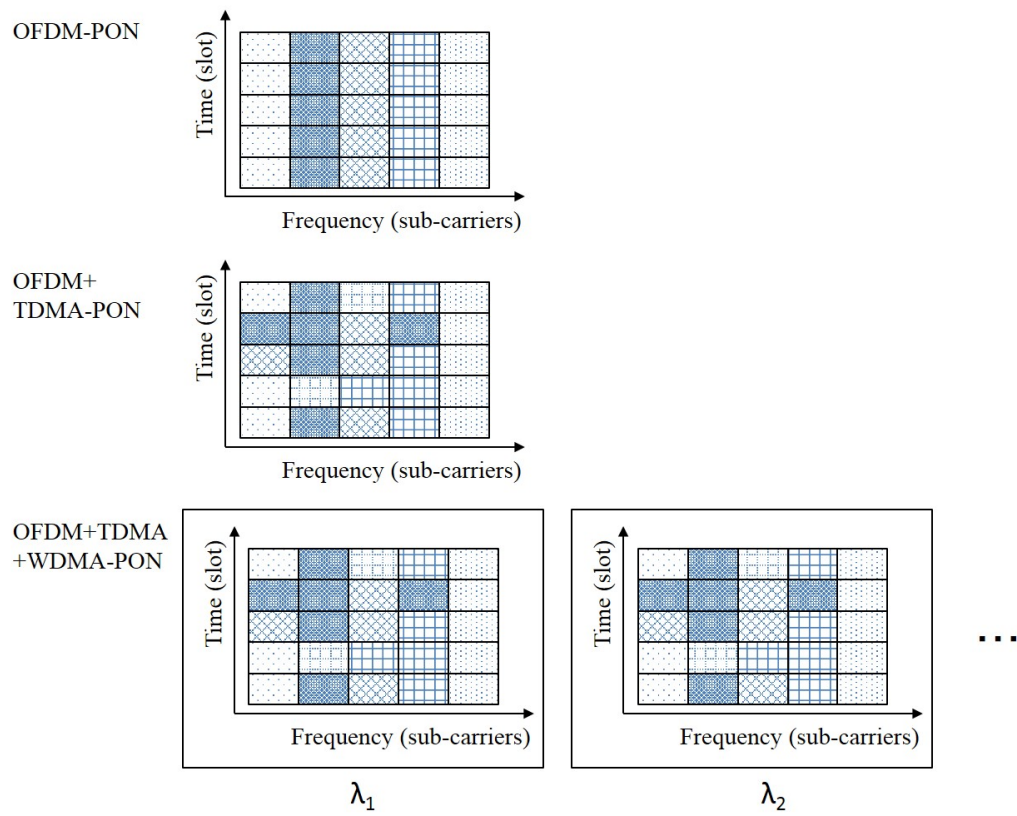 OFDM-PON
Time (slot)
Frequency (sub-carriers)
OFDM+
TDMA-PON
Time (slot)
Frequency (sub-carriers)
OFDM+TDMA
+WDMA-PON
Time (slot)
Frequency (sub-carriers)
λ1
Time (slot)
Frequency (sub-carriers)
λ2
...